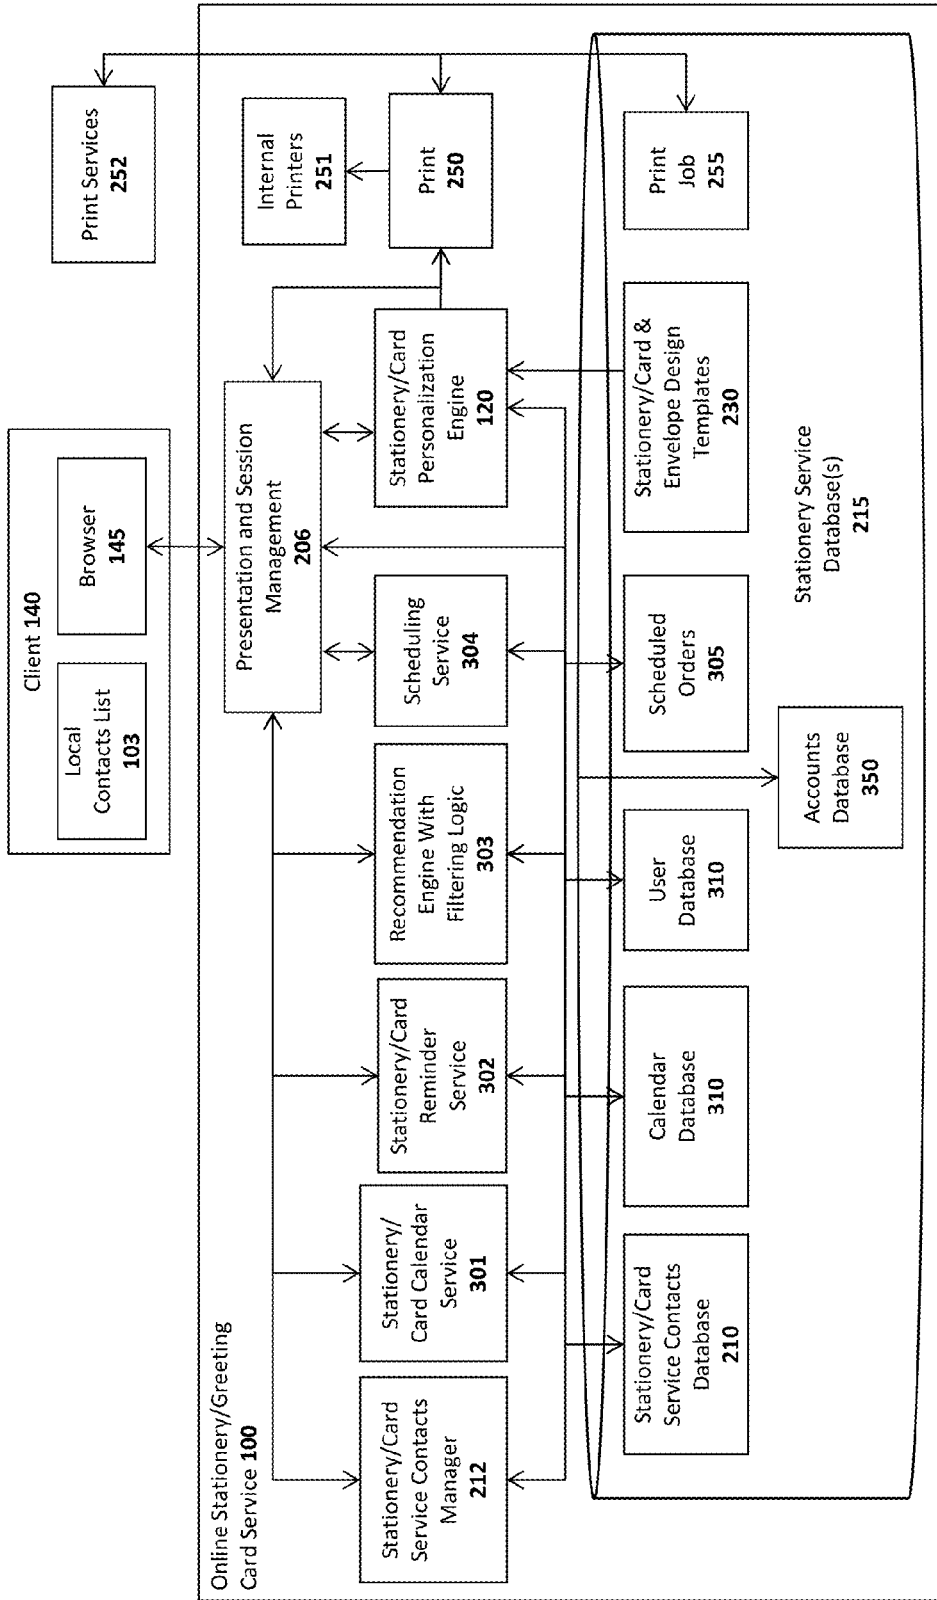 Client 140
Local
Contacts List
103
Browser
145
Print Services
252
Online Stationery/Greeting
Card Service 100
Presentation and Session
Management
206
Internal
Printers
251
Stationery/Card
Service Contacts
Manager
212
Stationery/
Card Calendar
Service
301
Stationery/Card
Reminder
Service
302
Recommendation
Engine With
Filtering Logic
303
Scheduling
Service
304
Stationery/Card
Personalization
Engine
120
Print
250
Stationery/Card
Service Contacts
Database
210
Calendar
Database
310
User
Database
310
Scheduled
Orders
305
Stationery/Card &
Envelope Design
Templates
230
Print
Job
255
Accounts
Database
350
Stationery Service
Database(s)
215